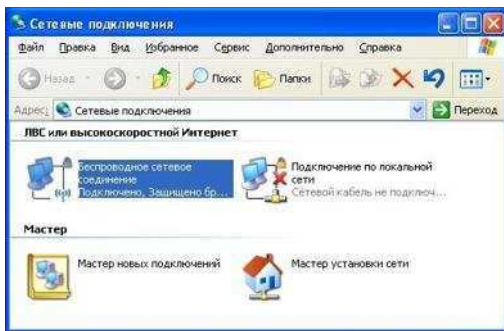 Сетевые подключения
Файл Правка Вид Избранное Сервис Дополнительно Справка
Назад Поиск Папки
Адрес: Сетевые подключения Переход
ЛВС или высокоскоростной Интернет
Беспроводное сетевое соединение
Подключено, Защищено бр...
Подключение по локальной сети
Сетевой кабель не подключ...
Мастер
Мастер новых подключений Мастер установки сети